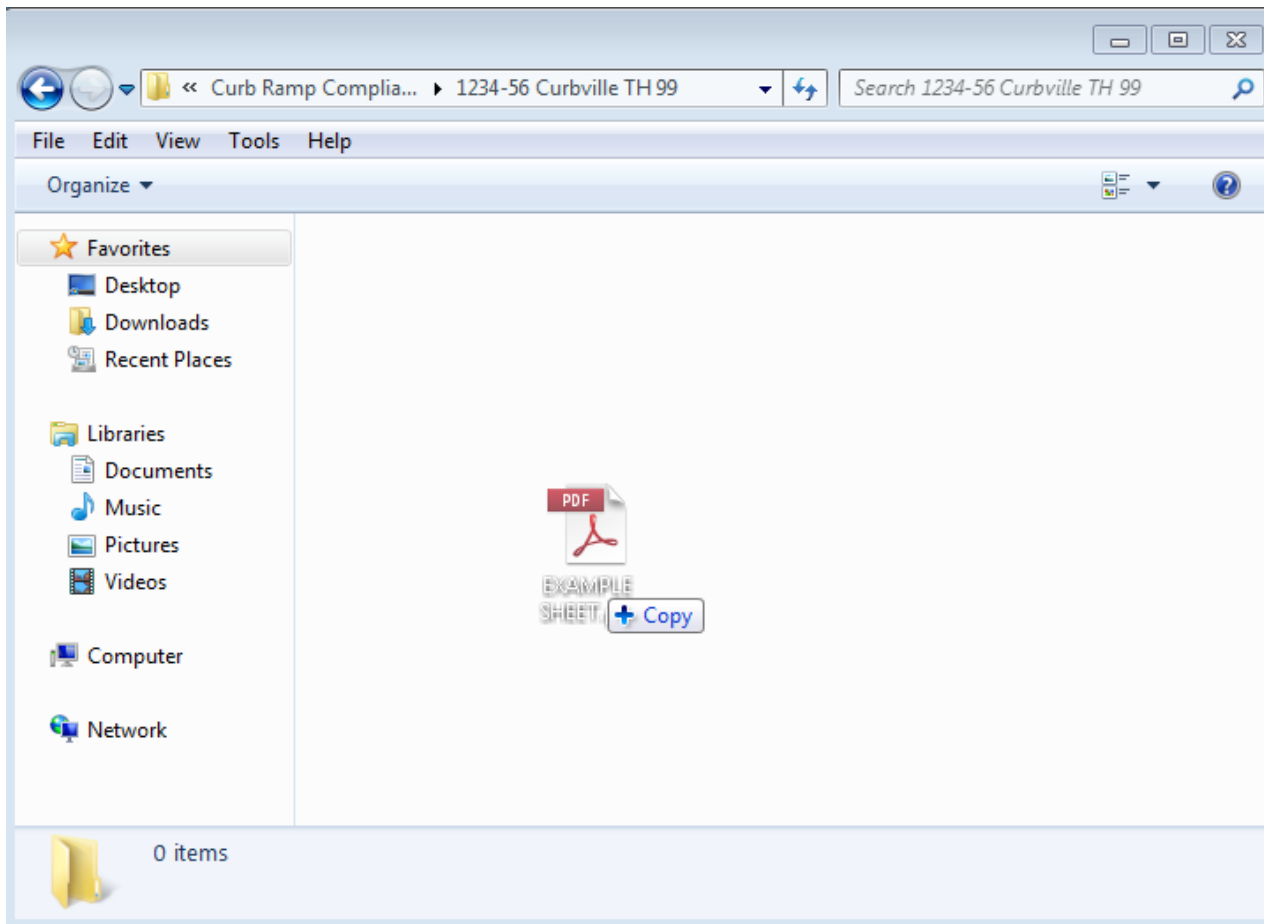 « Curb Ramp Complia... 1234-56 Curbville TH 99 Search 1234-56 Curbville TH 99
File Edit View Tools Help
Organize
Favorites
Desktop
Downloads
Recent Places
Libraries
Documents
Music
Pictures
Videos
Computer
Network
PDF
EXAMPLE
SHEET
Copy
0 items